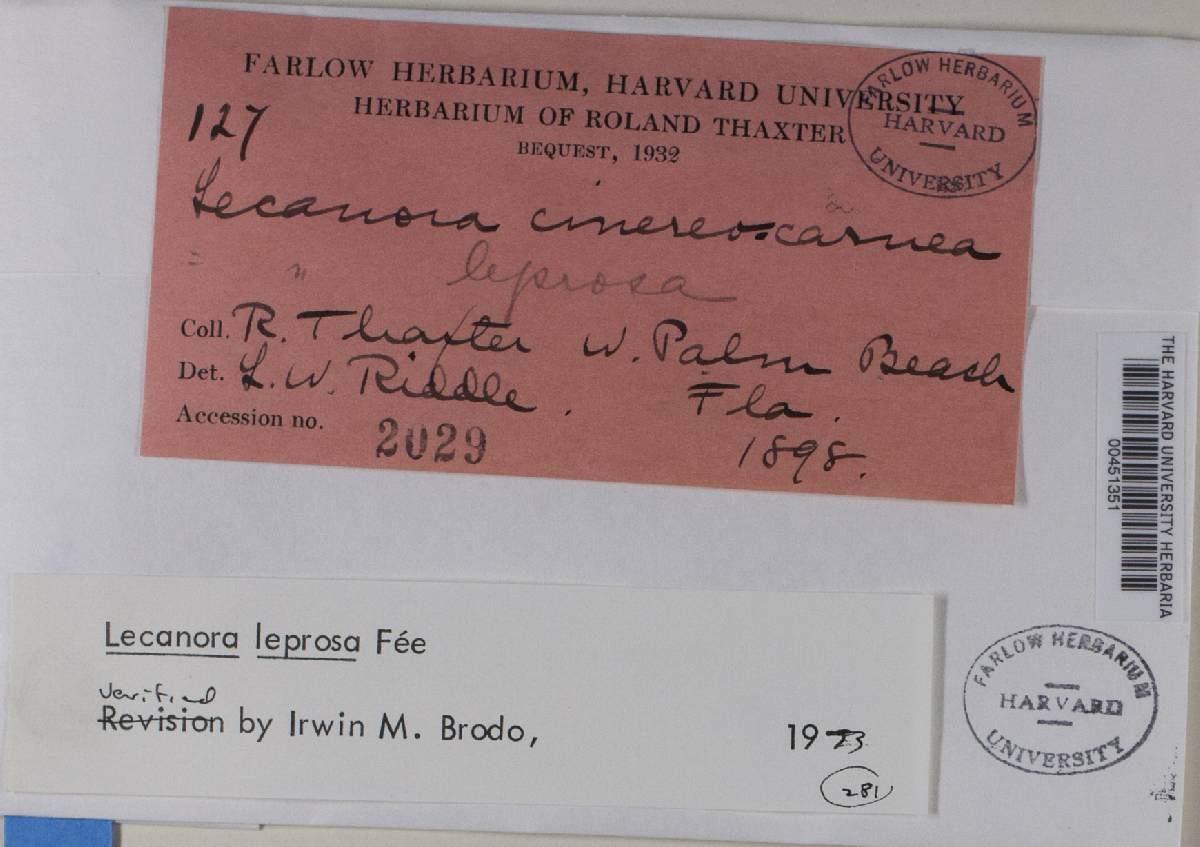 FARLOW HERBARIUM, HARVARD UNIVERSITY
HERBARIUM OF ROLAND THAXTER
BEQUEST, 1932
127
FARLOW HERBARIUM
HARVARD
UNIVERSITY
Lecanora cinereo=carnea
" " leprosa
Coll. R. Thaxter W. Palm Beach
Det. L. W. Riddle. Fla.
Accession no. 2029 1898.
THE HARVARD UNIVERSITY HERBARIA
00451351
Lecanora leprosa Fée
verified
Revision by Irwin M. Brodo, 1983
281
FARLOW HERBARIUM
HARVARD
UNIVERSITY